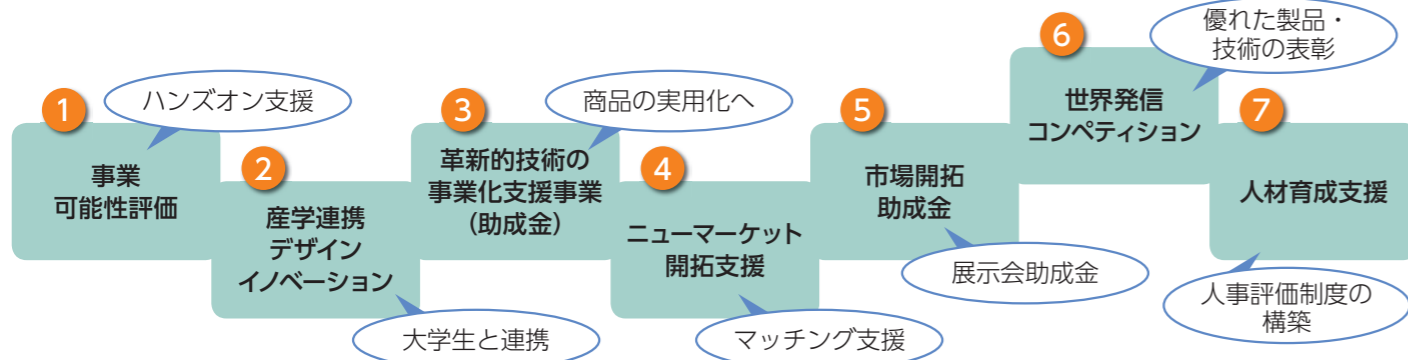 1
ハンズオン支援
事業
可能性評価
2
産学連携
デザイン
イノベーション
大学生と連携
3
商品の実用化へ
革新的技術の
事業化支援事業
（助成金）
4
ニューマーケット
開拓支援
マッチング支援
5
市場開拓
助成金
展示会助成金
6
優れた製品・
技術の表彰
世界発信
コンペティション
7
人材育成支援
人事評価制度の
構築